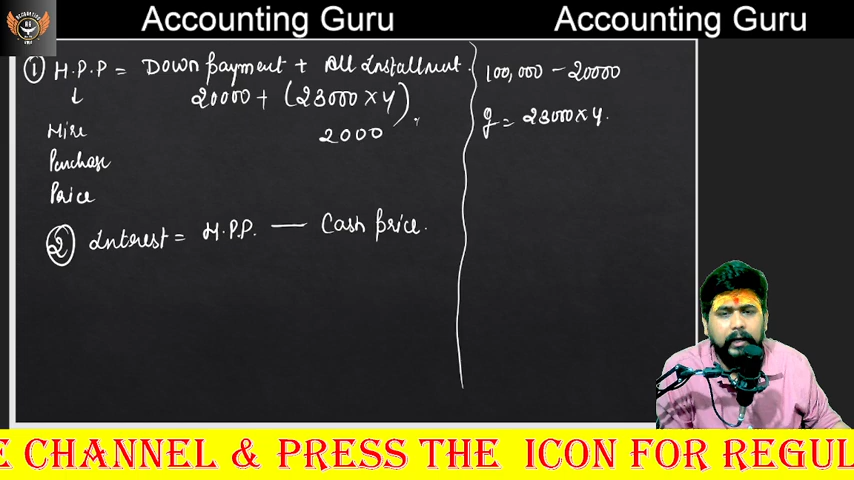 Accounting Guru Accounting Guru
① H.P.P = Down payment + All Installment.
↓ 20000 + (23000 × 4)
Hire 2000
Purchase
Price
② Interest = H.P.P. — Cash price.
100,000 - 20000
= 23000 × 4.
E CHANNEL & PRESS THE ICON FOR REGUL